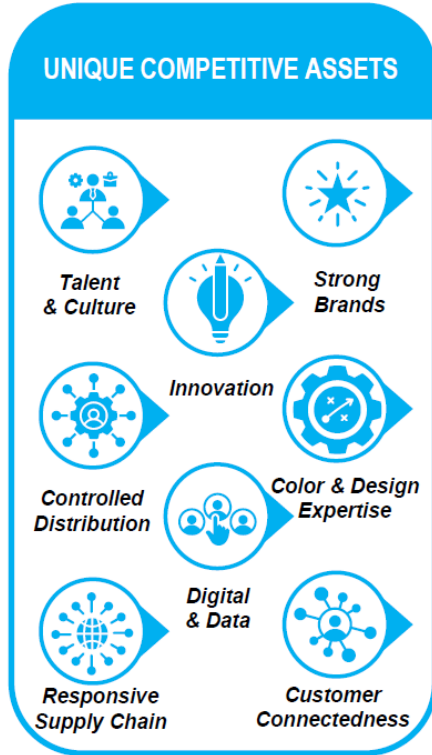 UNIQUE COMPETITIVE ASSETS
Talent
& Culture
Strong
Brands
Innovation
Controlled
Distribution
Color & Design
Expertise
Digital
& Data
Responsive
Supply Chain
Customer
Connectedness